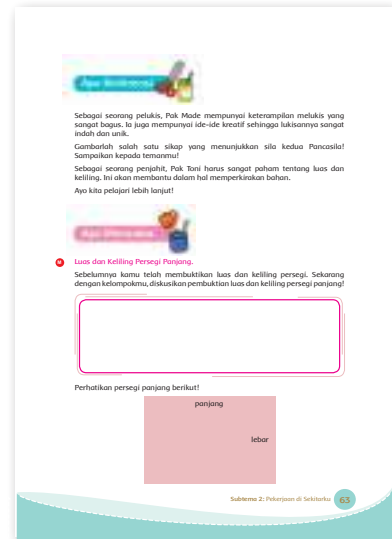 Sebagai seorang pelukis, Pak Made mempunyai keterampilan melukis yang
sangat bagus. Ia juga mempunyai ide-ide kreatif sehingga lukisannya sangat
indah dan unik.
Gambarlah salah satu sikap yang menunjukkan sila kedua Pancasila!
Sampaikan kepada temanmu!
Sebagai seorang penjahit, Pak Toni harus sangat paham tentang luas dan
keliling. Ini akan membantu dalam hal memperkirakan bahan.
Ayo kita pelajari lebih lanjut!
Luas dan Keliling Persegi Panjang.
Sebelumnya kamu telah membuktikan luas dan keliling persegi. Sekarang
dengan kelompokmu, diskusikan pembuktian luas dan keliling persegi panjang!
Perhatikan persegi panjang berikut!
panjang
lebar
Subtema 2: Pekerjaan di Sekitarku 63